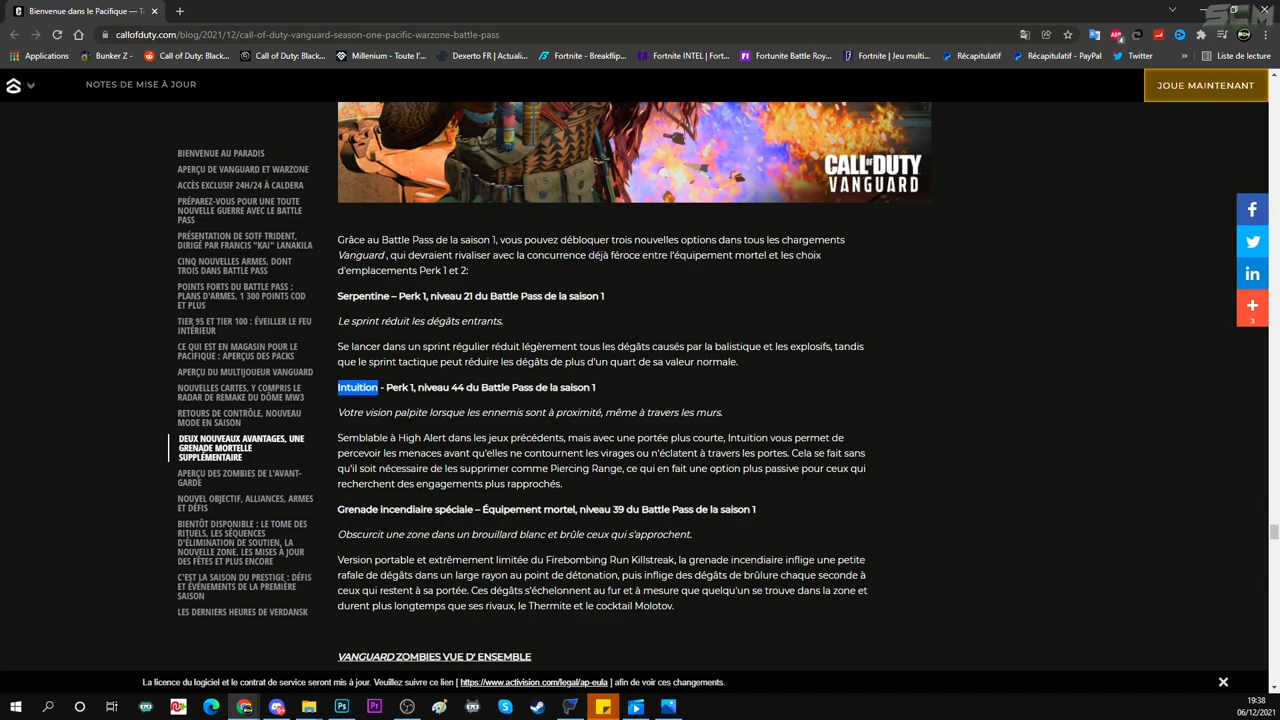 Bienvenue dans le Pacifique — To
SCM
callofduty.com/blog/2021/12/call-of-duty-vanguard-season-one-pacific-warzone-battle-pass
Applications
Bunker Z -
Call of Duty: Black...
Call of Duty: Black...
Millenium - Toute l'...
Dexerto FR | Actuali...
Fortnite - Breakflip...
Fortnite INTEL | Fort...
Fortnite Battle Roy...
Fortnite | Jeu multi...
Récapitulatif
Récapitulatif - PayPal
Twitter
Liste de lecture
NOTES DE MISE À JOUR
JOUE MAINTENANT
CALL OF DUTY
VANGUARD
BIENVENUE AU PARADIS
APERÇU DE VANGUARD ET WARZONE
ACCÈS EXCLUSIF 24H/24 À CALDERA
PRÉPAREZ-VOUS POUR UNE TOUTE
NOUVELLE GUERRE AVEC LE BATTLE
PASS
PRÉSENTATION DE SOTF TRIDENT,
DIRIGÉ PAR FRANCIS "KAI" LANAKILA
CINQ NOUVELLES ARMES, DONT
TROIS DANS BATTLE PASS
POINTS FORTS DU BATTLE PASS :
PLANS D'ARMES, 1 300 POINTS COD
ET PLUS
TIER 95 ET TIER 100 : ÉVEILLER LE FEU
INTÉRIEUR
CE QUI EST EN MAGASIN POUR LE
PACIFIQUE : APERÇUS DES PACKS
APERÇU DU MULTIJOUEUR VANGUARD
NOUVELLES CARTES, Y COMPRIS LE
RADAR DE REMAKE DU DÔME MW3
RETOURS DE CONTRÔLE, NOUVEAU
MODE EN SAISON
DEUX NOUVEAUX AVANTAGES, UNE
GRENADE MORTELLE
SUPPLÉMENTAIRE
APERÇU DES ZOMBIES DE L'AVANT-
GARDE
NOUVEL OBJECTIF, ALLIANCES, ARMES
ET DÉFIS
BIENTÔT DISPONIBLE : LE TOME DES
RITUELS, LES SÉQUENCES
D'ÉLIMINATION DE SOUTIEN, LA
NOUVELLE ZONE, LES MISES À JOUR
DES FÊTES ET PLUS ENCORE
C'EST LA SAISON DU PRESTIGE : DÉFIS
ET ÉVÉNEMENTS DE LA PREMIÈRE
SAISON
LES DERNIERS HEURES DE VERDANSK
Grâce au Battle Pass de la saison 1, vous pouvez débloquer trois nouvelles options dans tous les chargements
Vanguard , qui devraient rivaliser avec la concurrence déjà féroce entre l'équipement mortel et les choix
d'emplacements Perk 1 et 2:
Serpentine – Perk 1, niveau 21 du Battle Pass de la saison 1
Le sprint réduit les dégâts entrants.
Se lancer dans un sprint régulier réduit légèrement tous les dégâts causés par la balistique et les explosifs, tandis
que le sprint tactique peut réduire les dégâts de plus d'un quart de sa valeur normale.
Intuition - Perk 1, niveau 44 du Battle Pass de la saison 1
Votre vision palpite lorsque les ennemis sont à proximité, même à travers les murs.
Semblable à High Alert dans les jeux précédents, mais avec une portée plus courte, Intuition vous permet de
percevoir les menaces avant qu'elles ne contournent les virages ou n'éclatent à travers les portes. Cela se fait sans
qu'il soit nécessaire de les supprimer comme Piercing Range, ce qui en fait une option plus passive pour ceux qui
recherchent des engagements plus rapprochés.
Grenade incendiaire spéciale – Équipement mortel, niveau 39 du Battle Pass de la saison 1
Obscurcit une zone dans un brouillard blanc et brûle ceux qui s'approchent.
Version portable et extrêmement limitée du Firebombing Run Killstreak, la grenade incendiaire inflige une petite
rafale de dégâts dans un large rayon au point de détonation, puis inflige des dégâts de brûlure chaque seconde à
ceux qui restent à sa portée. Ces dégâts s'échelonnent au fur et à mesure que quelqu'un se trouve dans la zone et
durent plus longtemps que ses rivaux, le Thermite et le cocktail Molotov.
VANGUARD ZOMBIES VUE D' ENSEMBLE
3
La licence du logiciel et le contrat de service seront mis à jour. Veuillez suivre ce lien [ https://www.activision.com/legal/ap-eula ] afin de voir ces changements.
19:38
06/12/2021